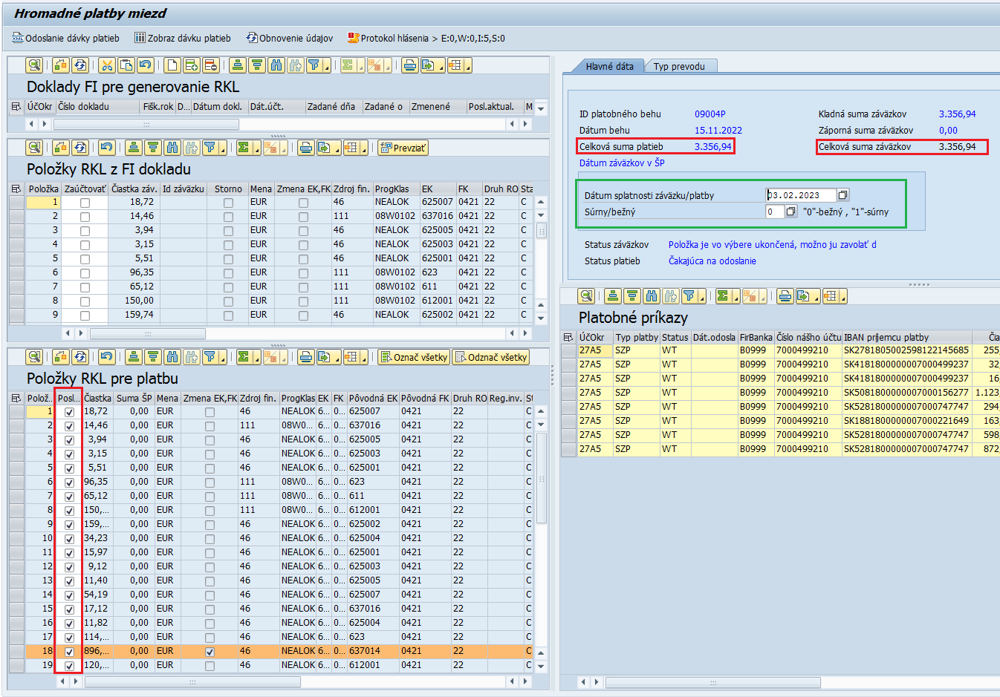 Hromadné platby miezd
Odoslanie dávky platieb Zobraz dávku platieb Obnovenie údajov Protokol hlásenia > E:0,W:0,I:5,S:0
Doklady FI pre generovanie RKL
ÚčOkr Číslo dokladu Fišk.rok D... Dátum dokl. Dát.účt. Zadané dňa Zadané o Zmenené Posl.aktual. M
Prevziať
Položky RKL z FI dokladu
Položka Zaúčtovať Čiastka záv. Id záväzku Storno Mena Zmena EK,FK Zdroj fin. ProgKlas EK FK Druh RO Sta
1 18,72 EUR 46 NEALOK 625007 0421 22 C
2 14,46 EUR 111 08W0102 637016 0421 22 C
3 3,94 EUR 46 NEALOK 625005 0421 22 C
4 3,15 EUR 46 NEALOK 625003 0421 22 C
5 5,51 EUR 46 NEALOK 625001 0421 22 C
6 96,35 EUR 111 08W0102 623 0421 22 C
7 65,12 EUR 111 08W0102 611 0421 22 C
8 150,00 EUR 111 08W0102 612001 0421 22 C
9 159,74 EUR 46 NEALOK 625002 0421 22 C
Označ všetky Odznač všetky
Položky RKL pre platbu
Polož... Posl... Čiastka Suma ŠP Mena Zmena EK,FK Zdroj fin. ProgKlas EK FK Pôvodná EK Pôvodná FK Druh RO Reg.inv. St
1 18,72 0,00 EUR 46 NEALOK 6... 0... 625007 0421 22 C
2 14,46 0,00 EUR 111 08W0... 6... 0... 637016 0421 22 C
3 3,94 0,00 EUR 46 NEALOK 6... 0... 625005 0421 22 C
4 3,15 0,00 EUR 46 NEALOK 6... 0... 625003 0421 22 C
5 5,51 0,00 EUR 46 NEALOK 6... 0... 625001 0421 22 C
6 96,35 0,00 EUR 111 08W0... 6... 0... 623 0421 22 C
7 65,12 0,00 EUR 111 08W0... 6... 0... 611 0421 22 C
8 150,... 0,00 EUR 111 08W0... 6... 0... 612001 0421 22 C
9 159,... 0,00 EUR 46 NEALOK 6... 0... 625002 0421 22 C
10 34,23 0,00 EUR 46 NEALOK 6... 0... 625004 0421 22 C
11 15,97 0,00 EUR 46 NEALOK 6... 0... 625001 0421 22 C
12 9,12 0,00 EUR 46 NEALOK 6... 0... 625003 0421 22 C
13 11,40 0,00 EUR 46 NEALOK 6... 0... 625005 0421 22 C
14 54,19 0,00 EUR 46 NEALOK 6... 0... 625007 0421 22 C
15 17,12 0,00 EUR 46 NEALOK 6... 0... 637016 0421 22 C
16 11,82 0,00 EUR 46 NEALOK 6... 0... 625004 0421 22 C
17 114,... 0,00 EUR 46 NEALOK 6... 0... 623 0421 22 C
18 896,... 0,00 EUR 46 NEALOK 6... 0... 637014 0421 22 C
19 120,... 0,00 EUR 46 NEALOK 6... 0... 612001 0421 22 C
Hlavné dáta Typ prevodu
ID platobného behu 09004P Kladná suma záväzkov 3.356,94
Dátum behu 15.11.2022 Záporná suma záväzkov 0,00
Celková suma platieb 3.356,94 Celková suma záväzkov 3.356,94
Dátum záväzkov v ŠP
Dátum splatnosti záväzku/platby 03.02.2023
Súrny/bežný 0 "0"-bežný , "1"-súrny
Status záväzkov Položka je vo výbere ukončená, možno ju zavolať d
Status platieb Čakajúca na odoslanie
Platobné príkazy
ÚčOkr Typ platby Status Dát.odosla FirBanka Číslo nášho účtu IBAN príjemcu platby Čia
27A5 SZP WT B0999 7000499210 SK2781805002598122145685 255,
27A5 SZP WT B0999 7000499210 SK4181800000007000499237 32,
27A5 SZP WT B0999 7000499210 SK4181800000007000499237 16,
27A5 SZP WT B0999 7000499210 SK5081800000007000156277 1.123,
27A5 SZP WT B0999 7000499210 SK5281800000007000747747 294,
27A5 SZP WT B0999 7000499210 SK1881800000007000221649 163,
27A5 SZP WT B0999 7000499210 SK5281800000007000747747 598,
27A5 SZP WT B0999 7000499210 SK5281800000007000747747 872,